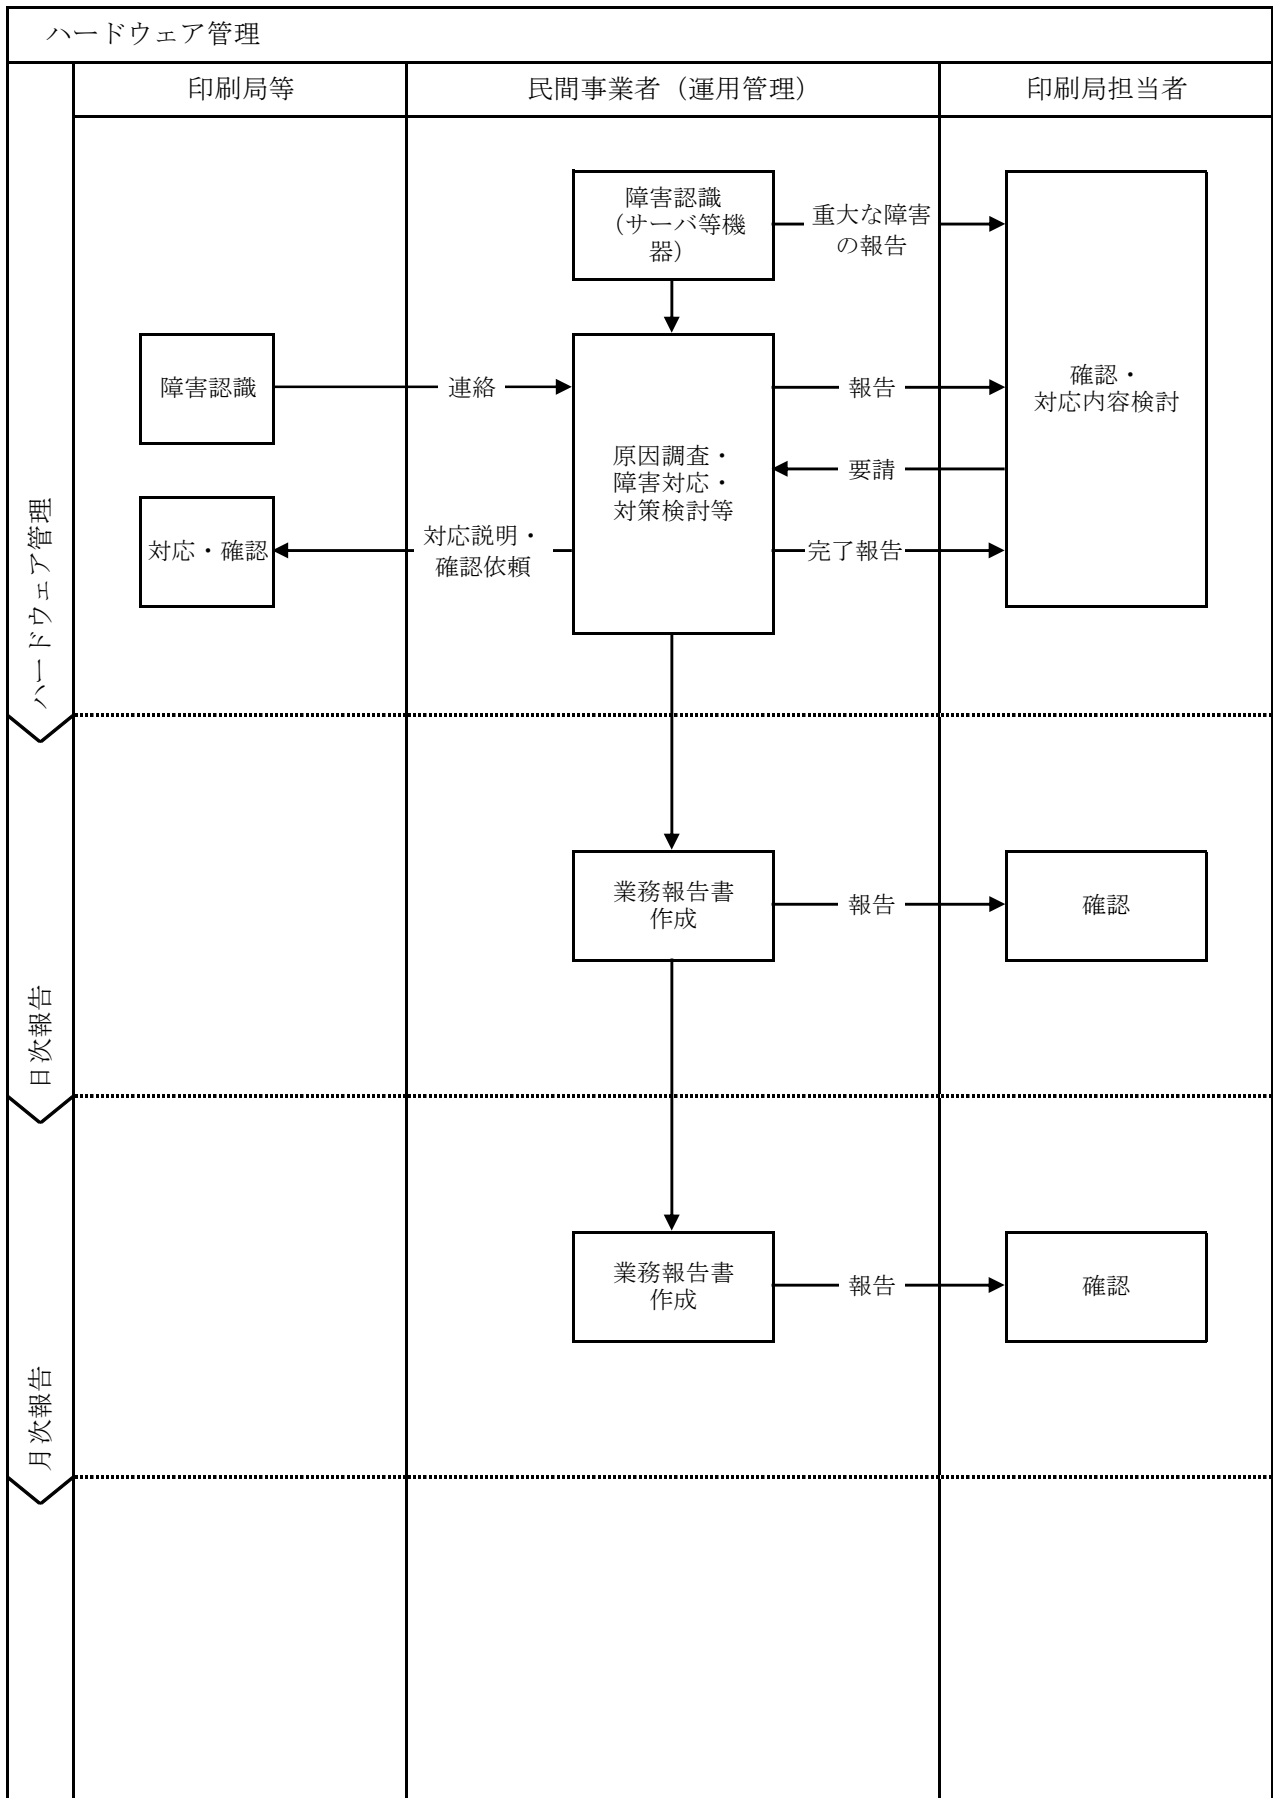 ハードウェア管理
印刷局等
民間事業者（運用管理）
印刷局担当者
障害認識
（サーバ等機
器）
重大な障害
の報告
障害認識
連絡
報告
確認・
対応内容検討
原因調査・
障害対応・
対策検討等
要請
対応・確認
対応説明・
確認依頼
完了報告
ハードウェア管理
業務報告書
作成
報告
確認
日次報告
業務報告書
作成
報告
確認
月次報告